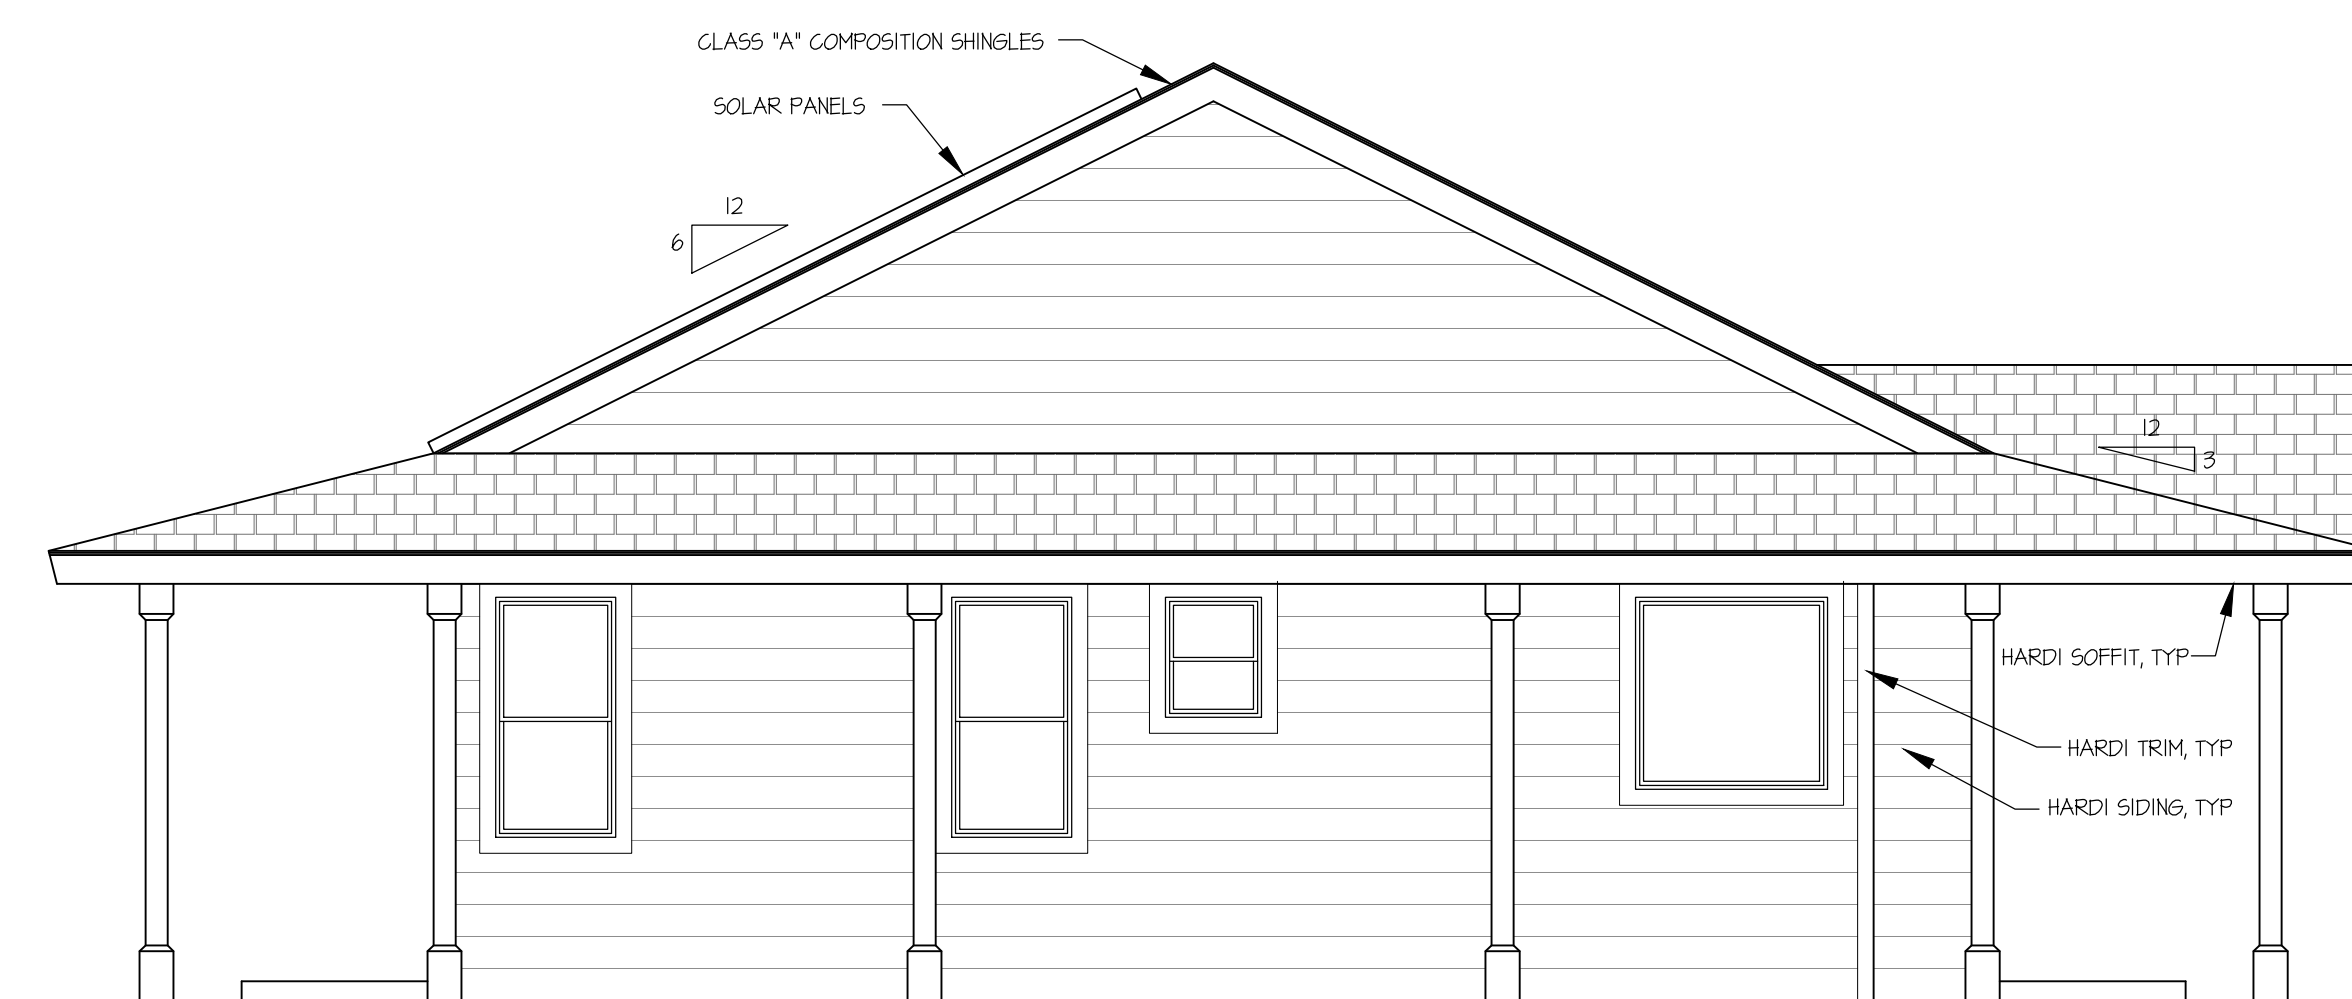 CLASS "A" COMPOSITION SHINGLES
SOLAR PANELS
12
6
12
3
HARDI SOFFIT, TYP
HARDI TRIM, TYP
HARDI SIDING, TYP